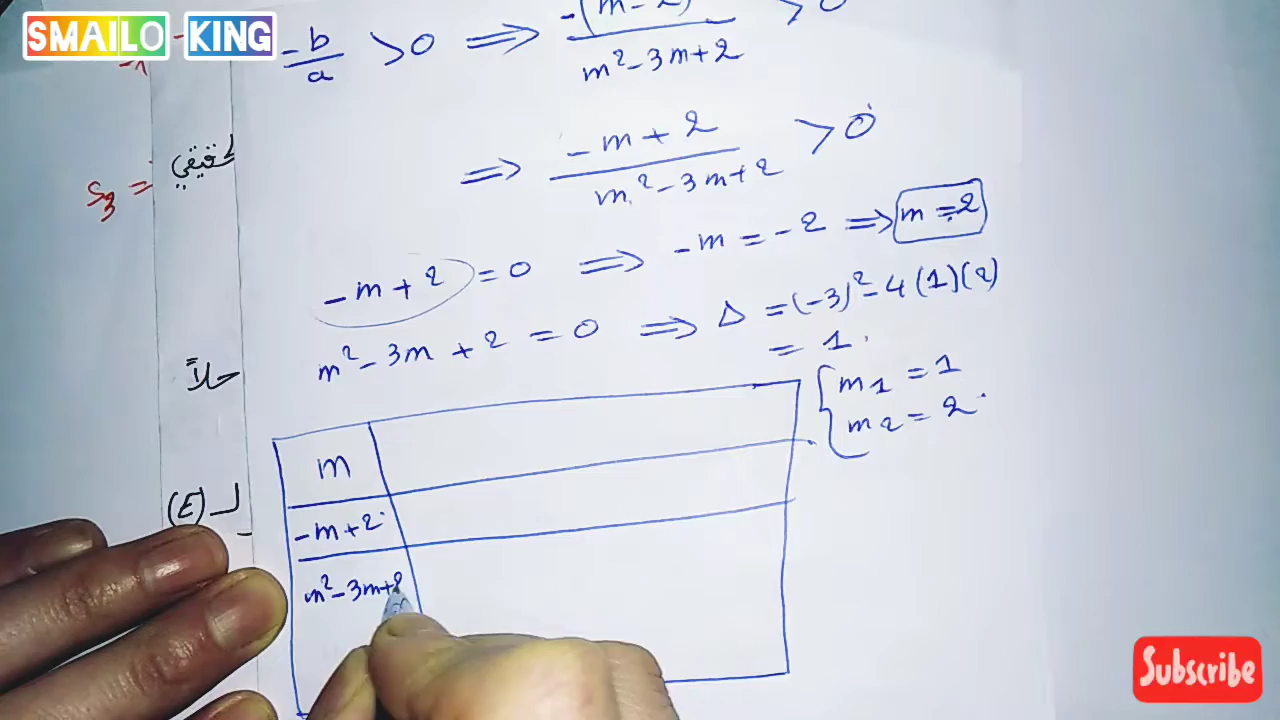 SMAILO KING
-b/a > 0 ⟹ -(m-2)/m²-3m+2 > 0
لحقيقي
⟹ -m+2/m²-3m+2 > 0
S3 =
-m+2 = 0 ⟹ -m = -2 ⟹ m = 2
m²-3m+2 = 0 ⟹ Δ = (-3)²-4(1)(2)
= 1.
حلاً
m1 = 1
m2 = 2.
m
لـ (E)
-m+2
m²-3m+2
Subscribe